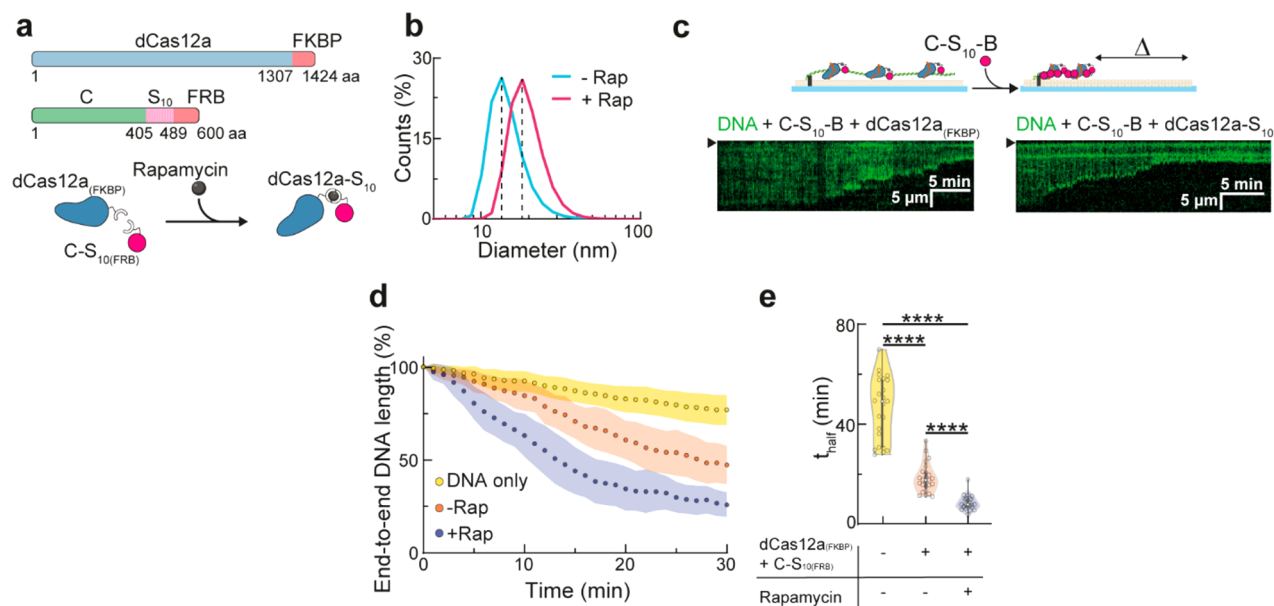 a
dCas12a FKBP
1 1307 1424 aa
C S10 FRB
1 405 489 600 aa
Rapamycin
dCas12a(FKBP)
dCas12a-S10
C-S10(FRB)
b
30
15
0
Counts (%)
- Rap
+ Rap
10 100
Diameter (nm)
c
C-S10-B
Δ
DNA + C-S10-B + dCas12a(FKBP)
5 min
5 µm
DNA + C-S10-B + dCas12a-S10
5 min
5 µm
d
End-to-end DNA length (%)
100
50
0
DNA only
-Rap
+Rap
0 10 20 30
Time (min)
e
80
40
0
thalf (min)
****
****
****
dCas12a(FKBP)
+ C-S10(FRB)
- + +
Rapamycin - - +